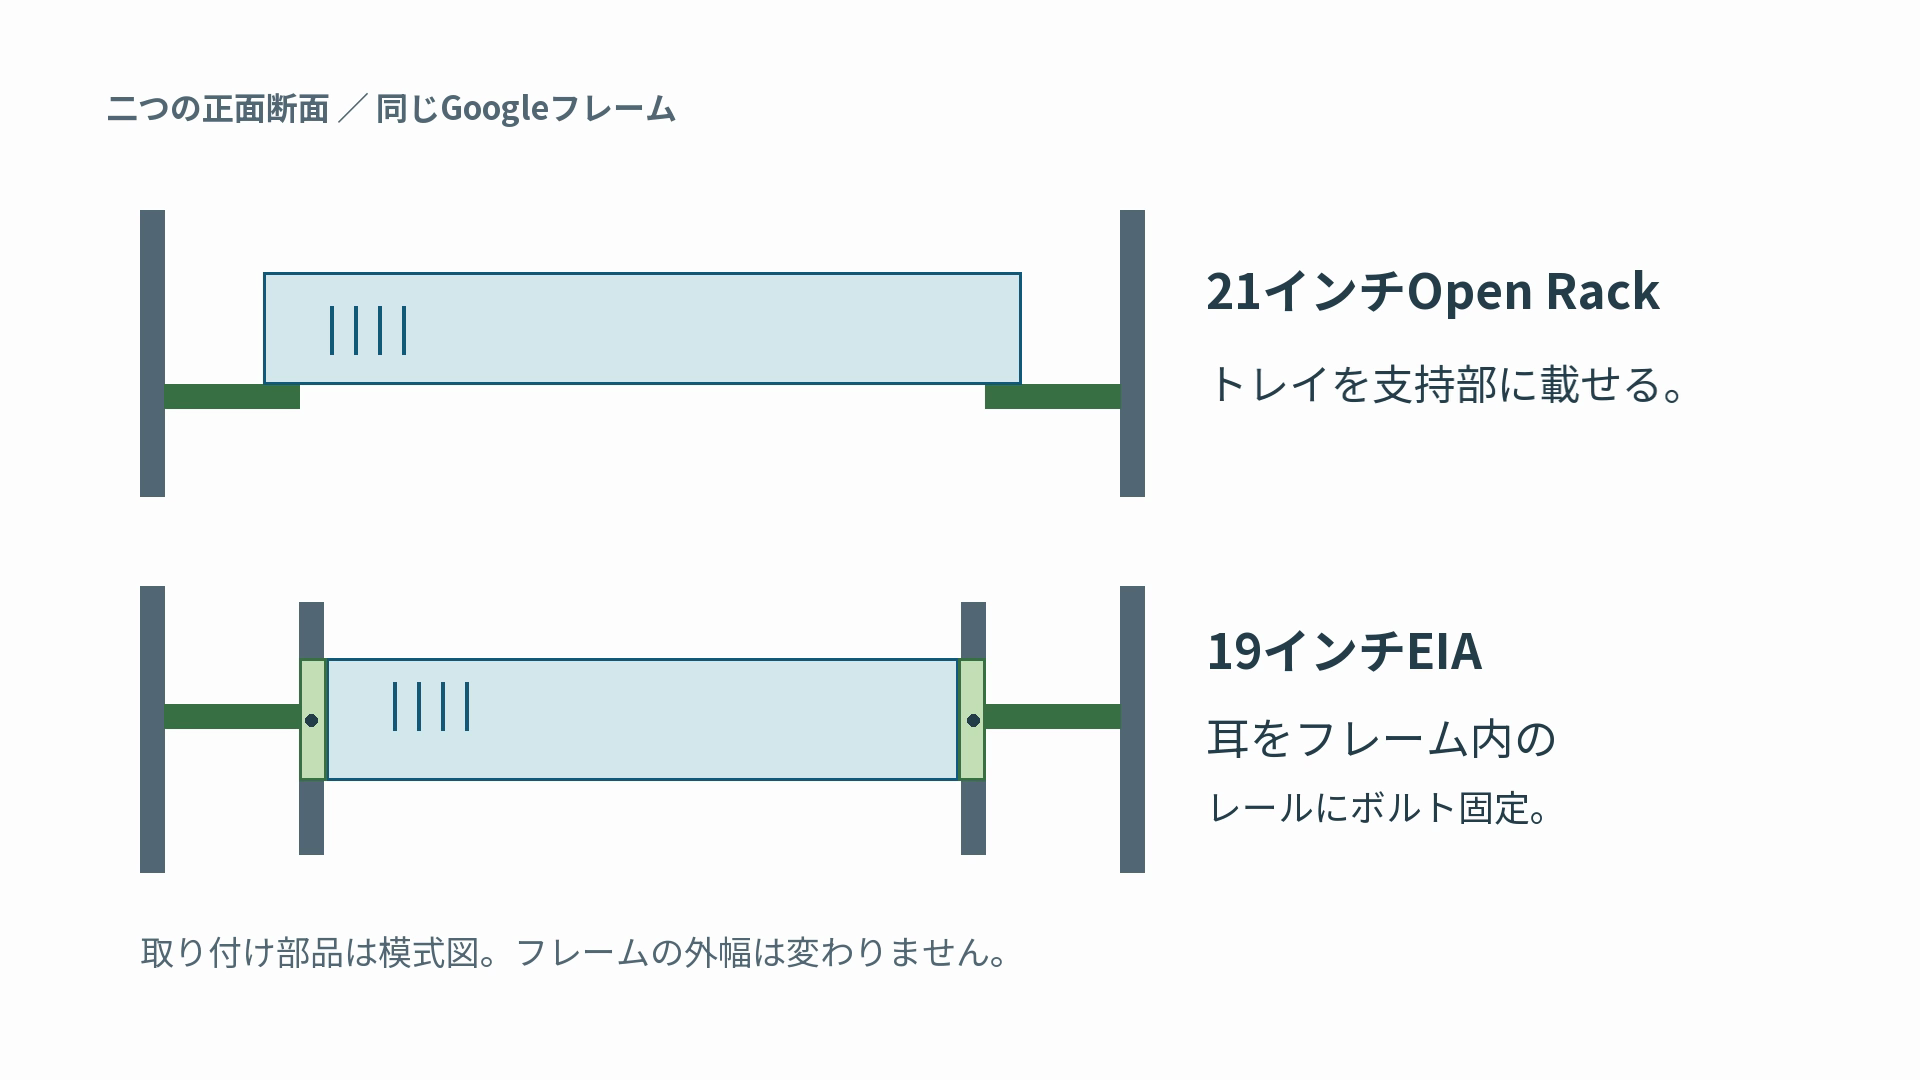 二つの正面断面 ／ 同じGoogleフレーム
21インチOpen Rack
トレイを支持部に載せる。
19インチEIA
耳をフレーム内の
レールにボルト固定。
取り付け部品は模式図。フレームの外幅は変わりません。